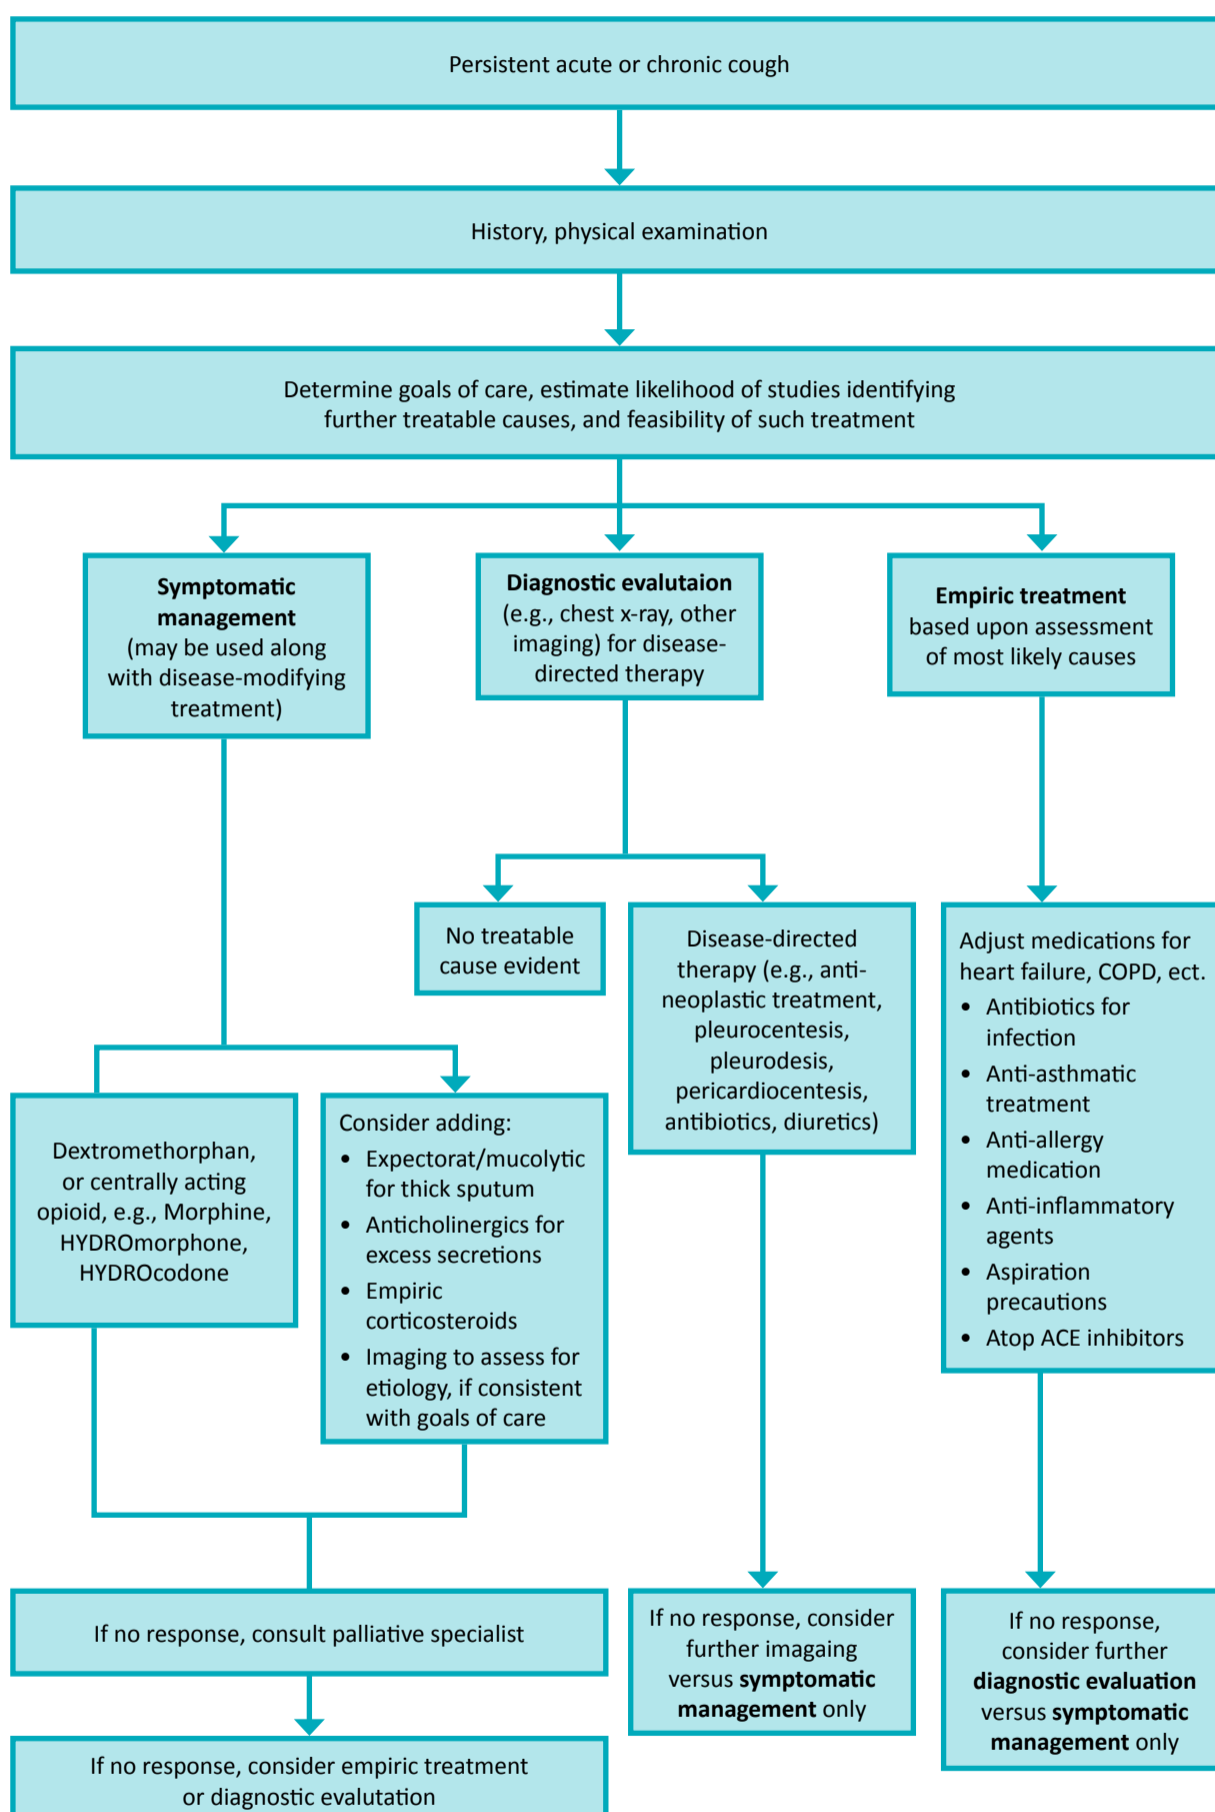 Persistent acute or chronic cough
History, physical examination
Determine goals of care, estimate likelihood of studies identifying
further treatable causes, and feasibility of such treatment
Symptomatic
management
(may be used along
with disease-modifying
treatment)
Diagnostic evalutaion
(e.g., chest x-ray, other
imaging) for disease-
directed therapy
Empiric treatment
based upon assessment
of most likely causes
No treatable
cause evident
Disease-directed
therapy (e.g., anti-
neoplastic treatment,
pleurocentesis,
pleurodesis,
pericardiocentesis,
antibiotics, diuretics)
Adjust medications for
heart failure, COPD, ect.
• Antibiotics for
infection
• Anti-asthmatic
treatment
• Anti-allergy
medication
• Anti-inflammatory
agents
• Aspiration
precautions
• Atop ACE inhibitors
Dextromethorphan,
or centrally acting
opioid, e.g., Morphine,
HYDROmorphone,
HYDROcodone
Consider adding:
• Expectorat/mucolytic
for thick sputum
• Anticholinergics for
excess secretions
• Empiric
corticosteroids
• Imaging to assess for
etiology, if consistent
with goals of care
If no response, consult palliative specialist
If no response, consider empiric treatment
or diagnostic evalutation
If no response, consider
further imagaing
versus symptomatic
management only
If no response,
consider further
diagnostic evaluation
versus symptomatic
management only